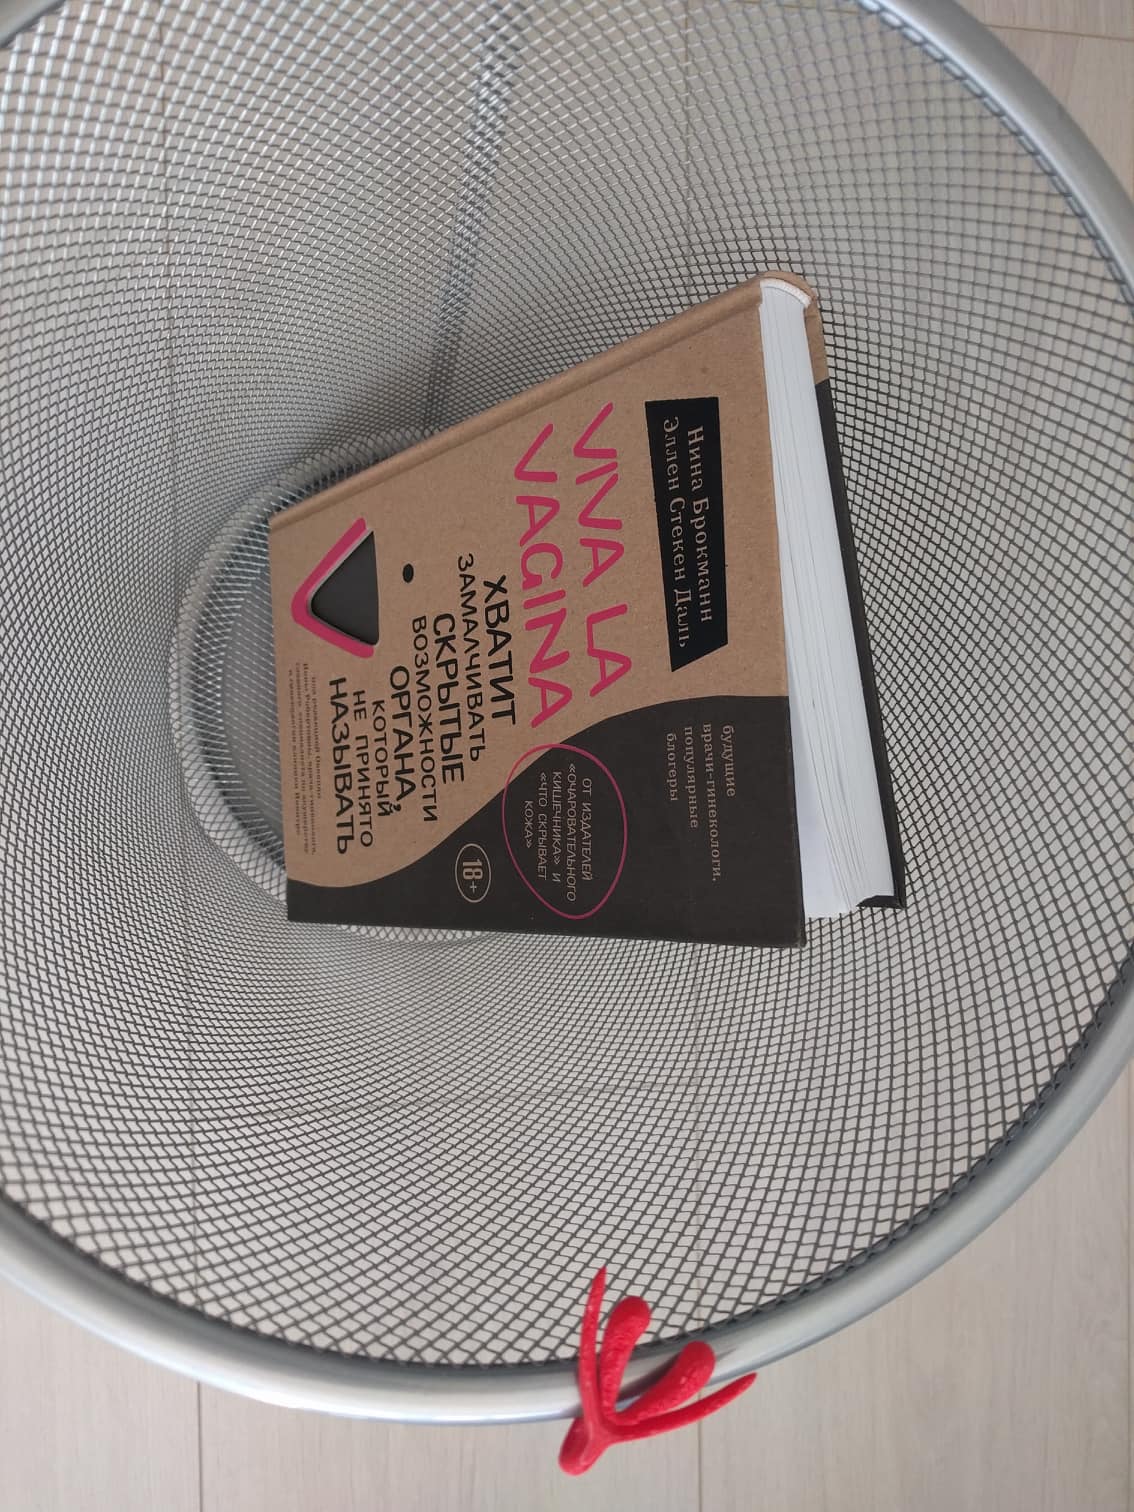 Нина Брокманн
Эллен Стекен Даль
VIVA LA
VAGINA
будущие
врачи-гинекологи,
популярные
блогеры
ОТ ИЗДАТЕЛЕЙ
«ОЧАРОВАТЕЛЬНОГО
КИШЕЧНИКА» И
«ЧТО СКРЫВАЕТ
КОЖА»
ХВАТИТ
ЗАМАЛЧИВАТЬ
СКРЫТЫЕ
ВОЗМОЖНОСТИ
ОРГАНА,
КОТОРЫЙ
НЕ ПРИНЯТО
НАЗЫВАТЬ
18+